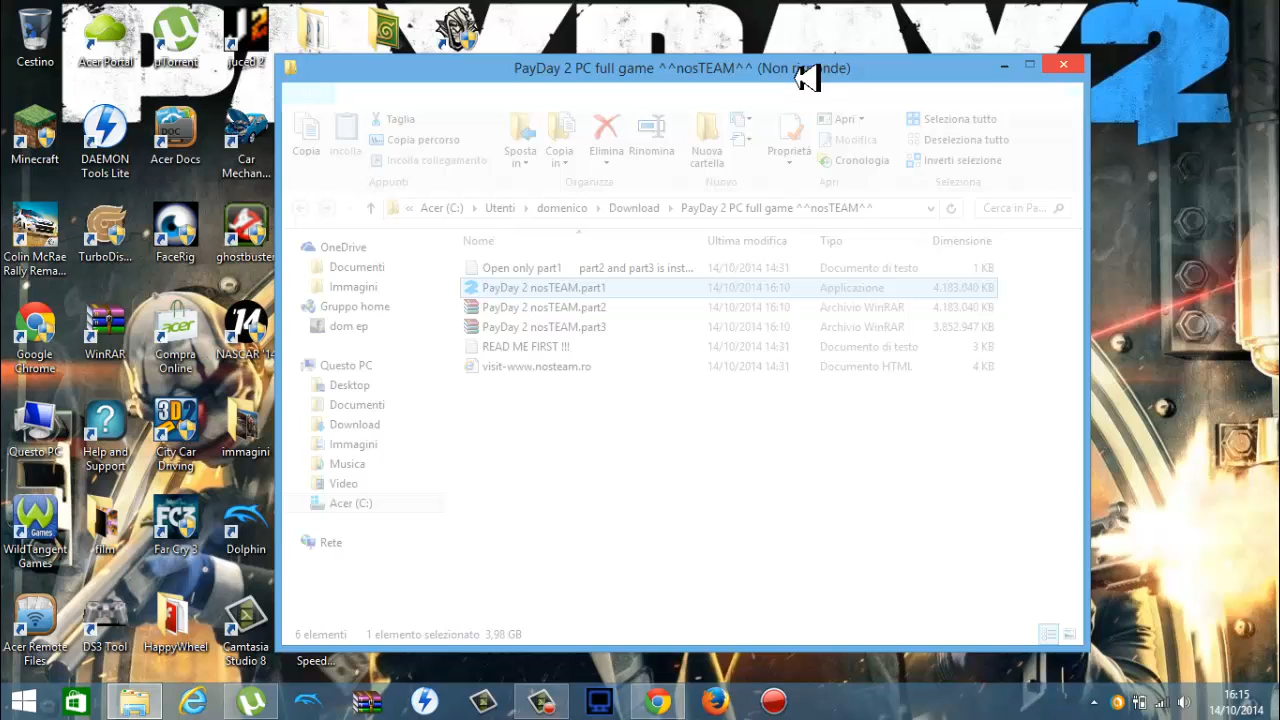 PAYDAY 2
Cestino
Acer Portal
µTorrent
juced 2
Minecraft
DAEMON
Tools Lite
Acer Docs
Car
Mechan...
Colin McRae
Rally Rema...
TurboDis...
FaceRig
ghostbuster
Google
Chrome
WinRAR
Compra
Online
NASCAR '14
Questo PC
Help and
Support
City Car
Driving
immagini
WildTangent
Games
film
Far Cry 3
Dolphin
Acer Remote
Files
DS3 Tool
HappyWheel
Camtasia
Studio 8
Speed...
PayDay 2 PC full game ^^nosTEAM^^ (Non risponde)
Copia
Incolla
Taglia
Copia percorso
Incolla collegamento
Appunti
Sposta
in
Copia
in
Elimina
Rinomina
Organizza
Nuova
cartella
Nuovo
Proprietà
Apri
Modifica
Cronologia
Apri
Seleziona tutto
Deseleziona tutto
Inverti selezione
Seleziona
« Acer (C:) Utenti domenico Download PayDay 2 PC full game ^^nosTEAM^^
Cerca in Pa...
OneDrive
Documenti
Immagini
Gruppo home
dom ep
Questo PC
Desktop
Documenti
Download
Immagini
Musica
Video
Acer (C:)
Rete
Nome Ultima modifica Tipo Dimensione
Open only part1 part2 and part3 is inst... 14/10/2014 14:31 Documento di testo 1 KB
PayDay 2 nosTEAM.part1 14/10/2014 16:10 Applicazione 4.183.040 KB
PayDay 2 nosTEAM.part2 14/10/2014 16:10 Archivio WinRAR 4.183.040 KB
PayDay 2 nosTEAM.part3 14/10/2014 16:10 Archivio WinRAR 3.852.947 KB
READ ME FIRST !!! 14/10/2014 14:31 Documento di testo 3 KB
visit-www.nosteam.ro 14/10/2014 14:31 Documento HTML 4 KB
6 elementi 1 elemento selezionato 3,98 GB
16:15
14/10/2014